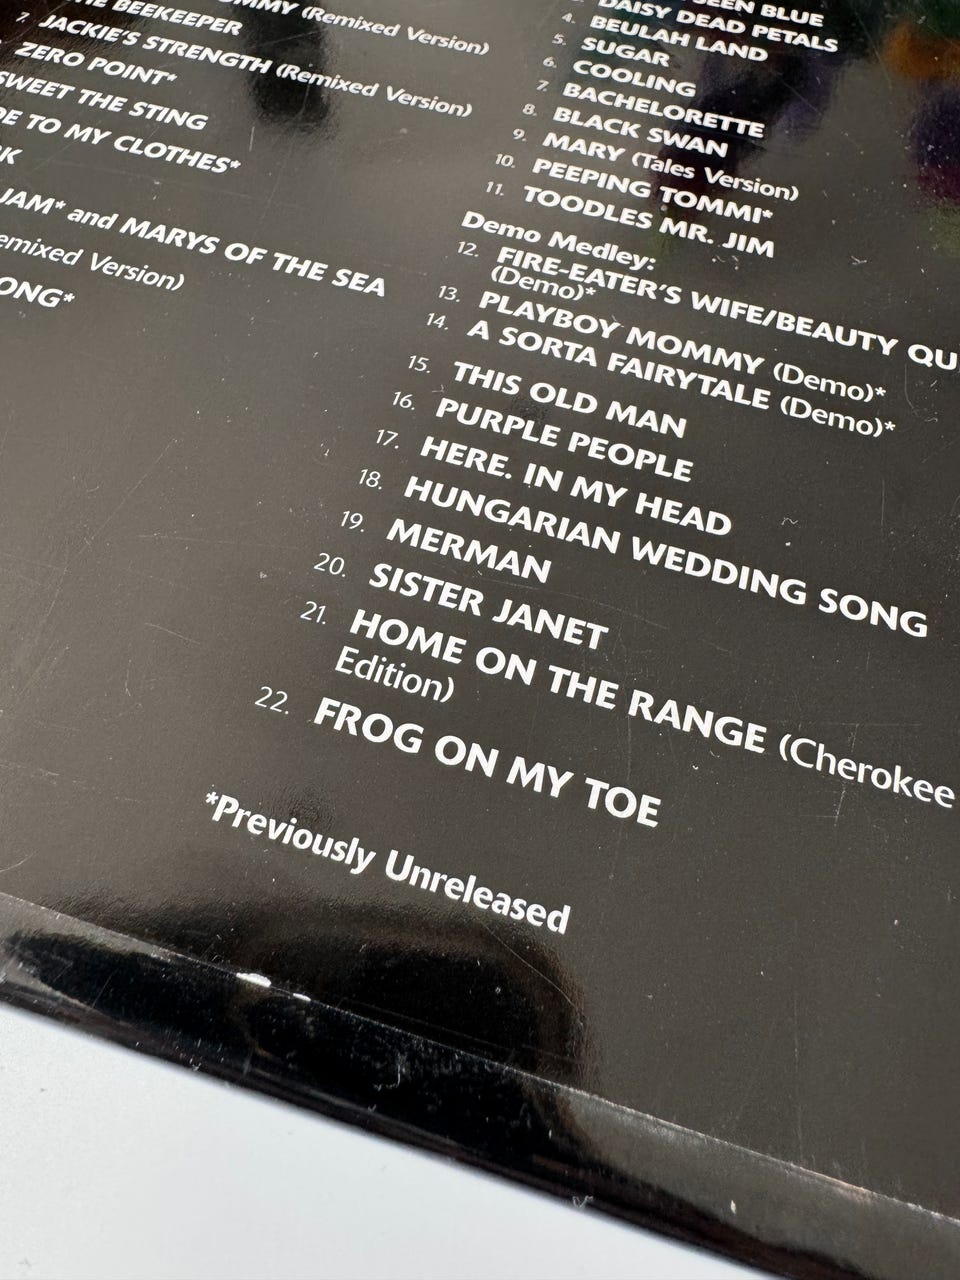 THE BEEKEEPER
(Remixed Version)
7. JACKIE'S STRENGTH (Remixed Version)
ZERO POINT*
SWEET THE STING
TO MY CLOTHES*
JAM* and MARYS OF THE SEA
Version)
BLUE
DAISY DEAD PETALS
4. BEULAH LAND
5. SUGAR
6. COOLING
7. BACHELORETTE
8. BLACK SWAN
9. MARY (Tales Version)
10. PEEPING TOMMI*
11. TOODLES MR. JIM
Demo Medley:
12. FIRE-EATER'S WIFE/BEAUTY
(Demo)*
13. PLAYBOY MOMMY (Demo)*
14. A SORTA FAIRYTALE (Demo)*
15. THIS OLD MAN
16. PURPLE PEOPLE
17. HERE. IN MY HEAD
18. HUNGARIAN WEDDING SONG
19. MERMAN
20. SISTER JANET
21. HOME ON THE RANGE (Cherokee
Edition)
22. FROG ON MY TOE
*Previously Unreleased